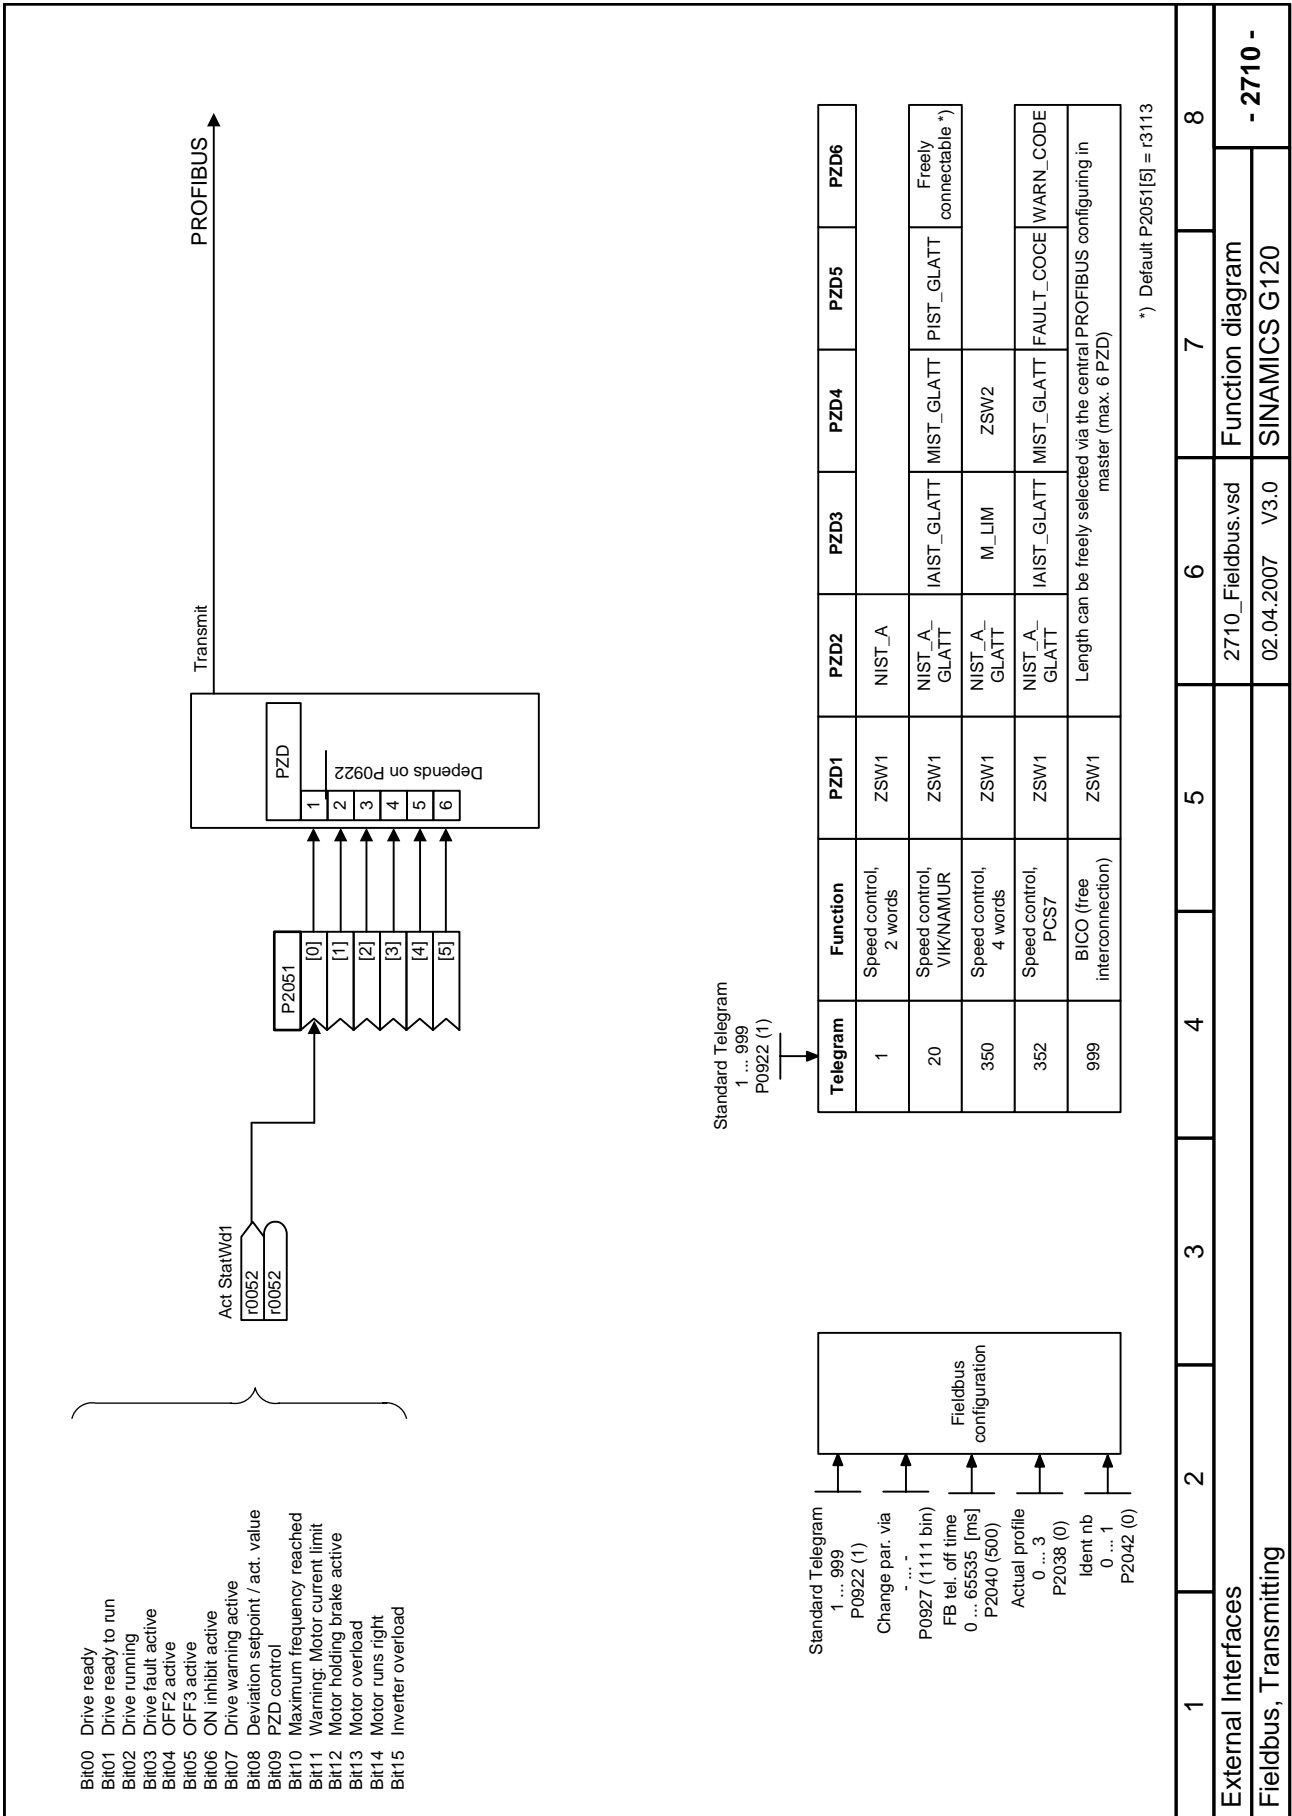 Bit00 Drive ready
Bit01 Drive ready to run
Bit02 Drive running
Bit03 Drive fault active
Bit04 OFF2 active
Bit05 OFF3 active
Bit06 ON inhibit active
Bit07 Drive warning active
Bit08 Deviation setpoint / act. value
Bit09 PZD control
Bit10 Maximum frequency reached
Bit11 Warning: Motor current limit
Bit12 Motor holding brake active
Bit13 Motor overload
Bit14 Motor runs right
Bit15 Inverter overload
Act StatWd1
r0052
r0052
P2051
[0]
[1]
[2]
[3]
[4]
[5]
PZD
1
2
3
4
5
6
Depends on P0922
Transmit
PROFIBUS
Standard Telegram
1 ... 999
P0922 (1)
Change par. via
- ... -
P0927 (1111 bin)
FB tel. off time
0 ... 65535 [ms]
P2040 (500)
Actual profile
0 ... 3
P2038 (0)
Ident nb
0 ... 1
P2042 (0)
Fieldbus
configuration
Standard Telegram
1 ... 999
P0922 (1)
Telegram Function PZD1 PZD2 PZD3 PZD4 PZD5 PZD6
1 Speed control, ZSW1 NIST_A
2 words
20 Speed control, ZSW1 NIST_A_ IAIST_GLATT MIST_GLATT PIST_GLATT Freely
VIK/NAMUR GLATT connectable *)
350 Speed control, ZSW1 NIST_A_ M_LIM ZSW2
4 words GLATT
352 Speed control, ZSW1 NIST_A_ IAIST_GLATT MIST_GLATT FAULT_COCE WARN_CODE
PCS7 GLATT
999 BICO (free ZSW1 Length can be freely selected via the central PROFIBUS configuring in
interconnection) master (max. 6 PZD)
*) Default P2051[5] = r3113
1 2 3 4 5 6 7 8
External Interfaces 2710_Fieldbus.vsd Function diagram - 2710 -
Fieldbus, Transmitting 02.04.2007 V3.0 SINAMICS G120